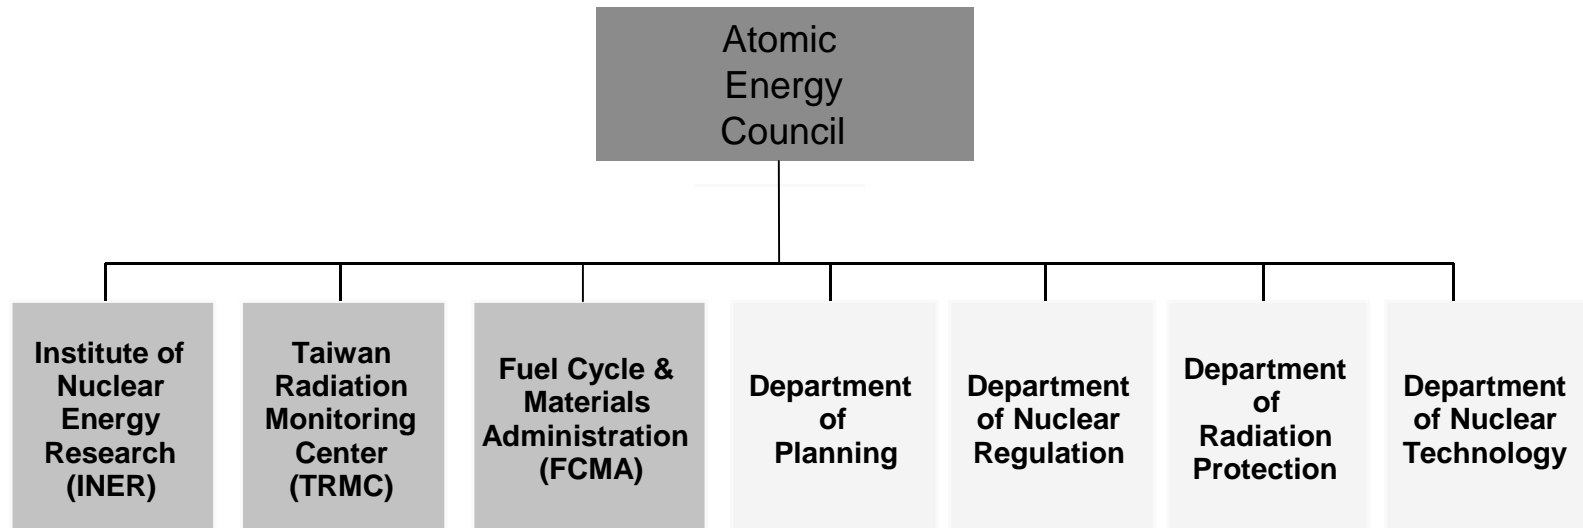 Atomic
Energy
Council
Institute of
Nuclear
Energy
Research
(INER)
Taiwan
Radiation
Monitoring
Center
(TRMC)
Fuel Cycle &
Materials
Administration
(FCMA)
Department
of
Planning
Department
of Nuclear
Regulation
Department
of
Radiation
Protection
Department
of Nuclear
Technology